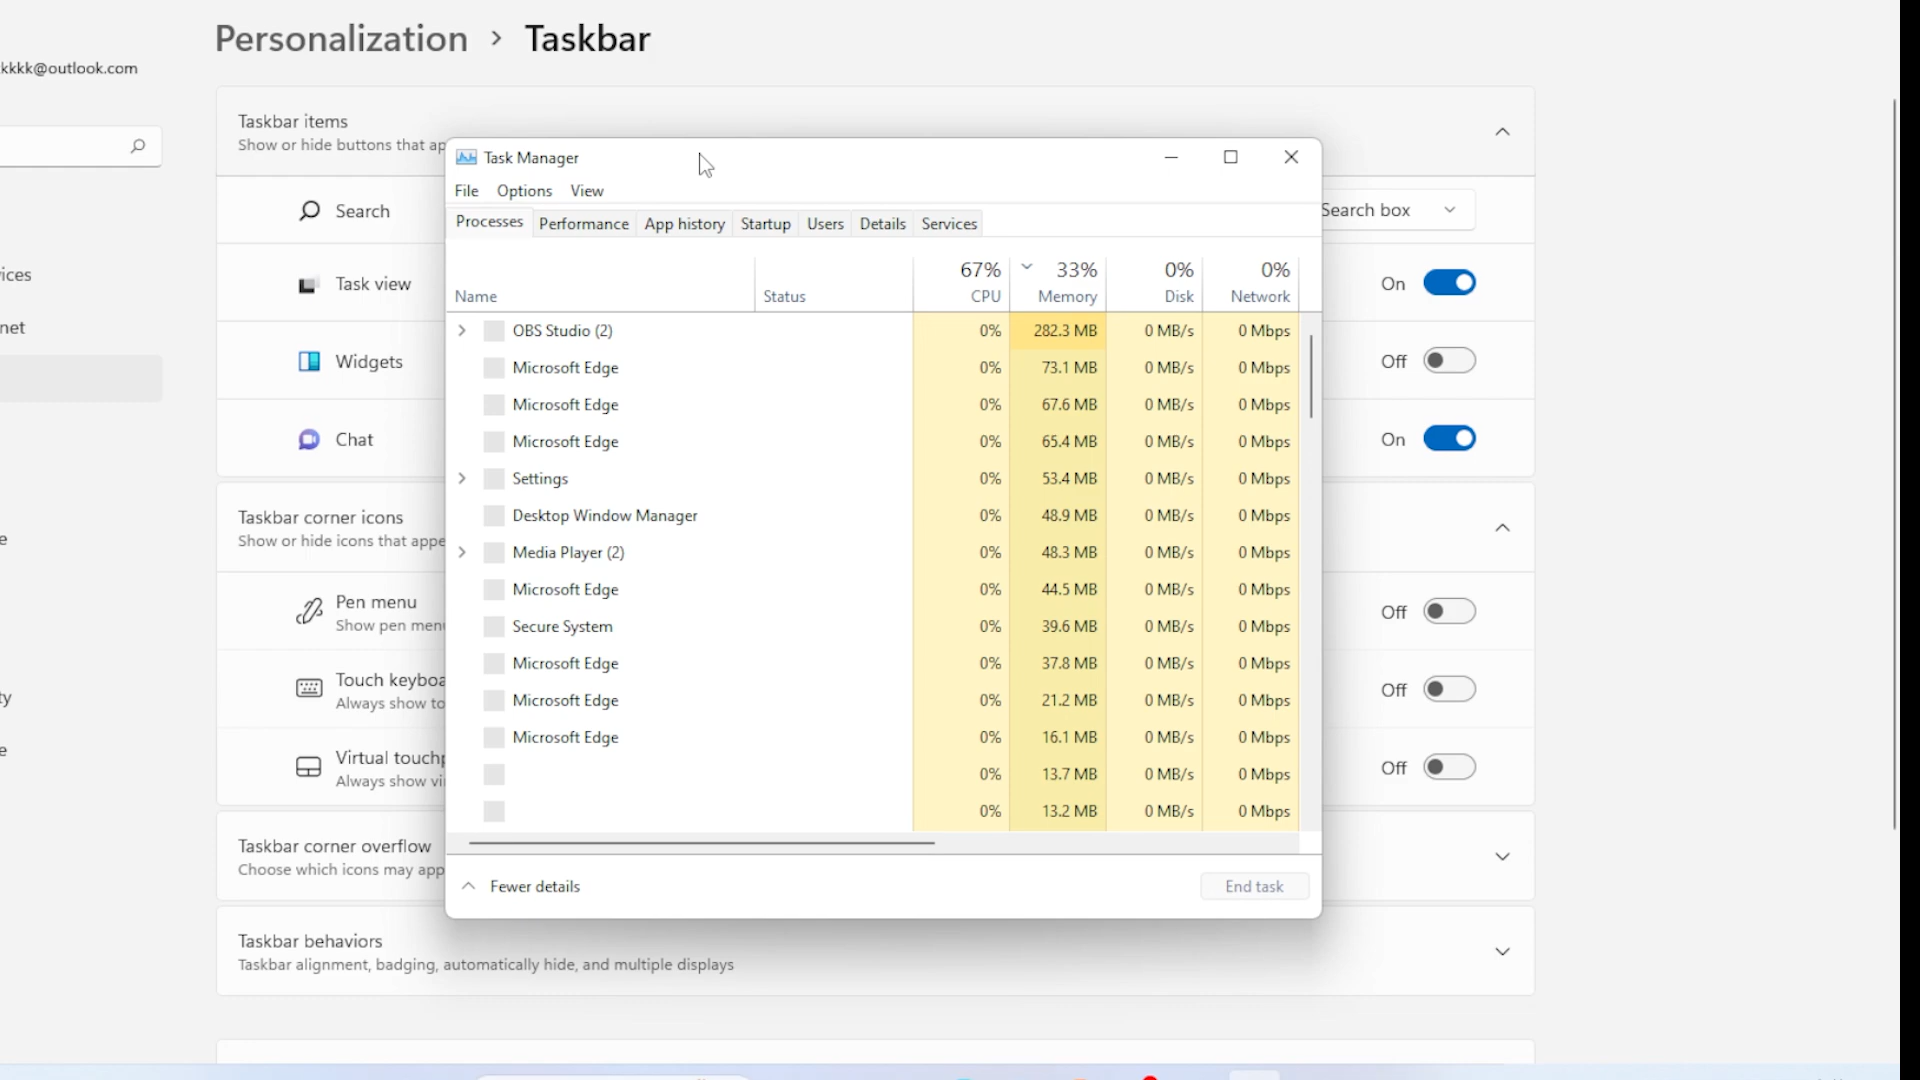 Personalization > Taskbar
kkkk@outlook.com
Taskbar items
Show or hide buttons that ap
Search
Search box
Task view
On
Widgets
Off
Chat
On
ices
net
Taskbar corner icons
Show or hide icons that appe
e
Pen menu
Show pen menu
Off
Touch keyboa
Always show to
Off
ty
e
Virtual touchp
Always show vi
Off
Taskbar corner overflow
Choose which icons may app
Taskbar behaviors
Taskbar alignment, badging, automatically hide, and multiple displays
Task Manager
File Options View
Processes Performance App history Startup Users Details Services
67% 33% 0% 0%
Name Status CPU Memory Disk Network
OBS Studio (2) 0% 282.3 MB 0 MB/s 0 Mbps
Microsoft Edge 0% 73.1 MB 0 MB/s 0 Mbps
Microsoft Edge 0% 67.6 MB 0 MB/s 0 Mbps
Microsoft Edge 0% 65.4 MB 0 MB/s 0 Mbps
Settings 0% 53.4 MB 0 MB/s 0 Mbps
Desktop Window Manager 0% 48.9 MB 0 MB/s 0 Mbps
Media Player (2) 0% 48.3 MB 0 MB/s 0 Mbps
Microsoft Edge 0% 44.5 MB 0 MB/s 0 Mbps
Secure System 0% 39.6 MB 0 MB/s 0 Mbps
Microsoft Edge 0% 37.8 MB 0 MB/s 0 Mbps
Microsoft Edge 0% 21.2 MB 0 MB/s 0 Mbps
Microsoft Edge 0% 16.1 MB 0 MB/s 0 Mbps
0% 13.7 MB 0 MB/s 0 Mbps
0% 13.2 MB 0 MB/s 0 Mbps
Fewer details
End task